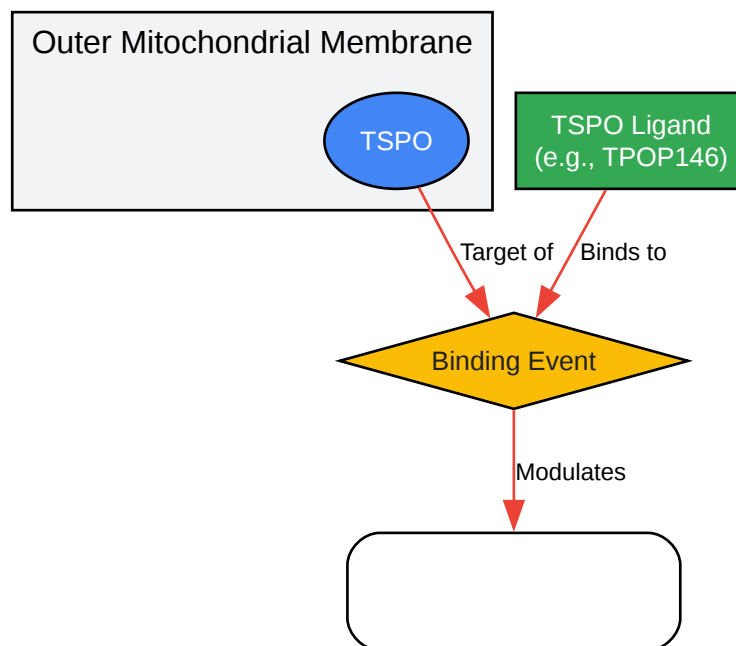 Outer Mitochondrial Membrane
TSPO
TSPO Ligand
(e.g., TPOP146)
Target of
Binds to
Binding Event
Modulates